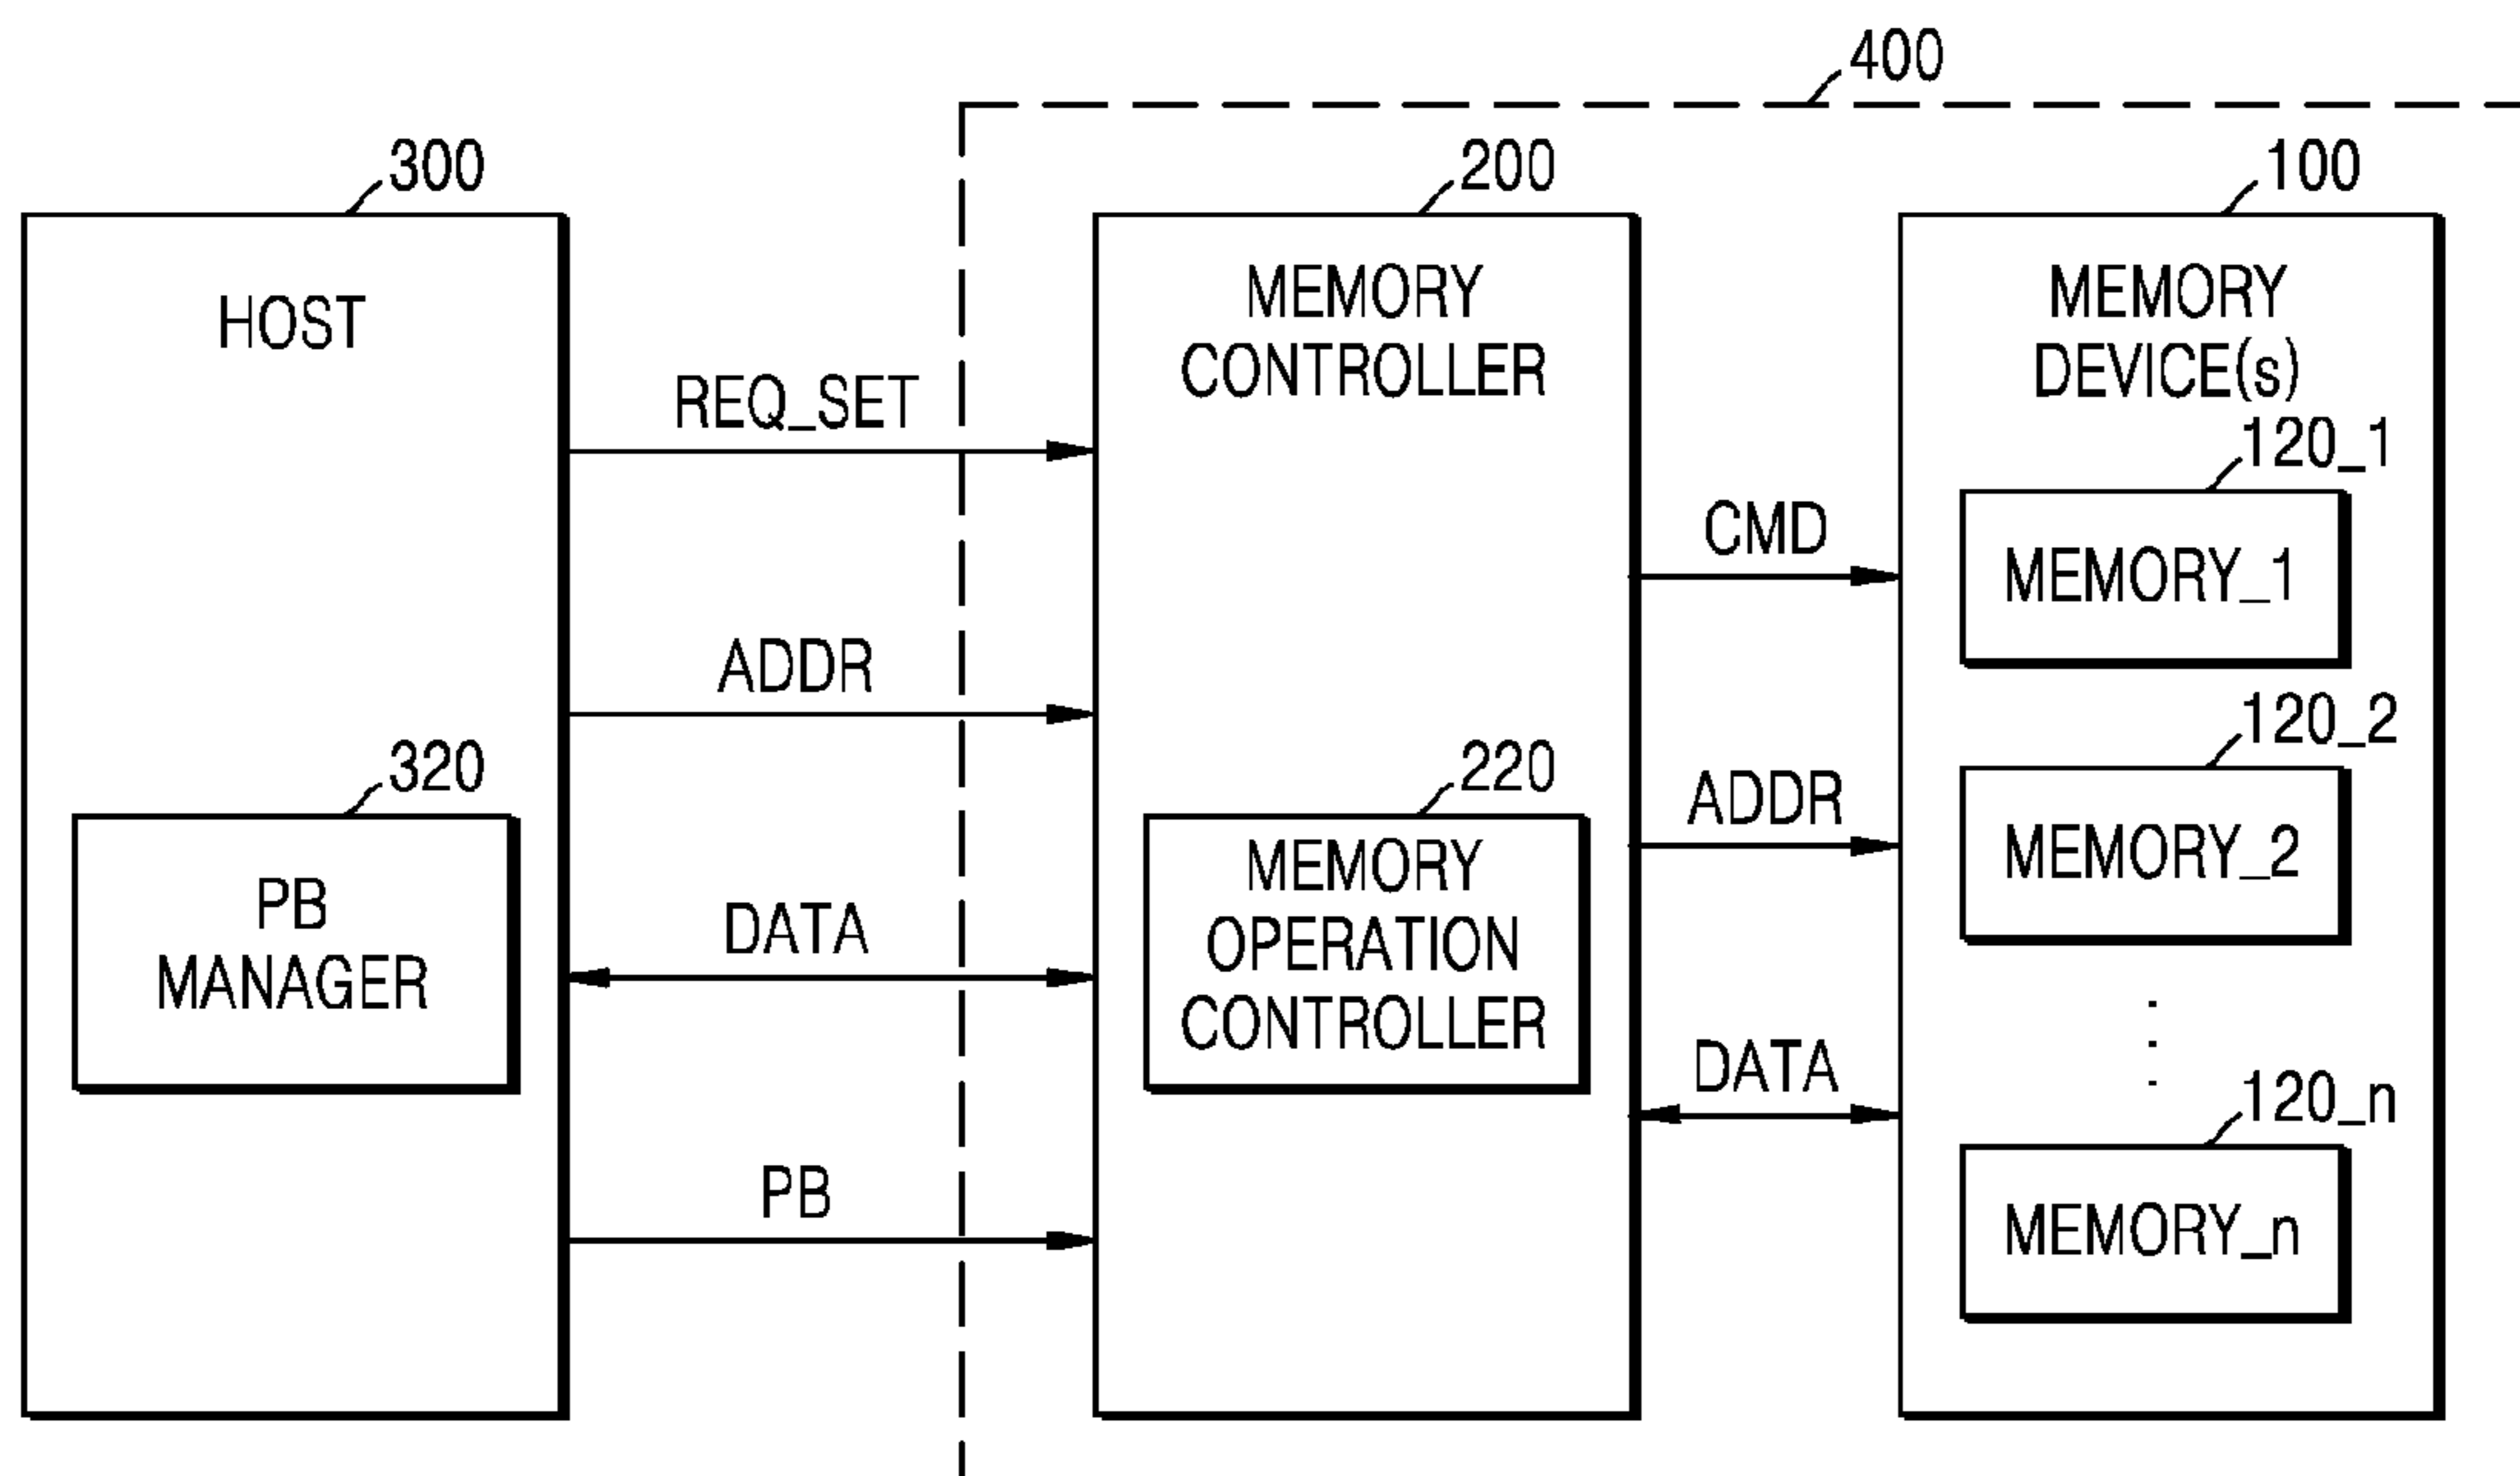 400
300
HOST
320
PB
MANAGER
REQ_SET
ADDR
DATA
PB
200
MEMORY
CONTROLLER
220
MEMORY
OPERATION
CONTROLLER
CMD
ADDR
DATA
100
MEMORY
DEVICE(s)
120_1
MEMORY_1
120_2
MEMORY_2
120_n
MEMORY_n